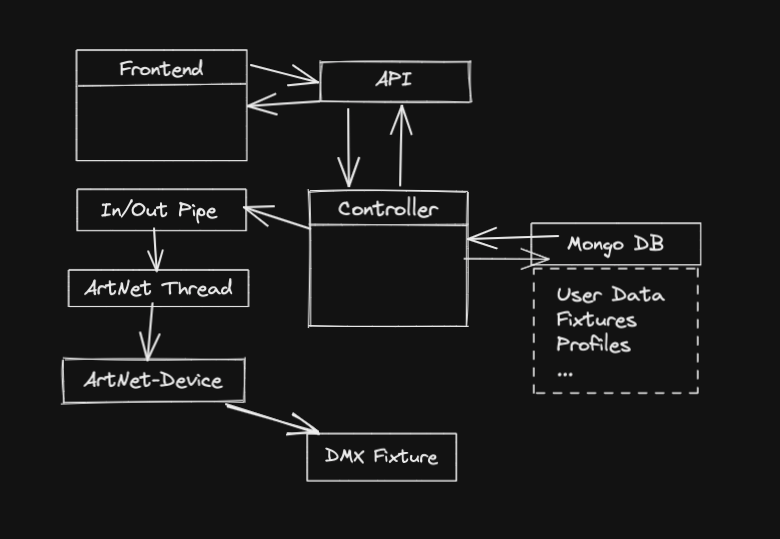 Frontend
API
In/Out Pipe
Controller
Mongo DB
ArtNet Thread
User Data
Fixtures
Profiles
...
ArtNet-Device
DMX Fixture